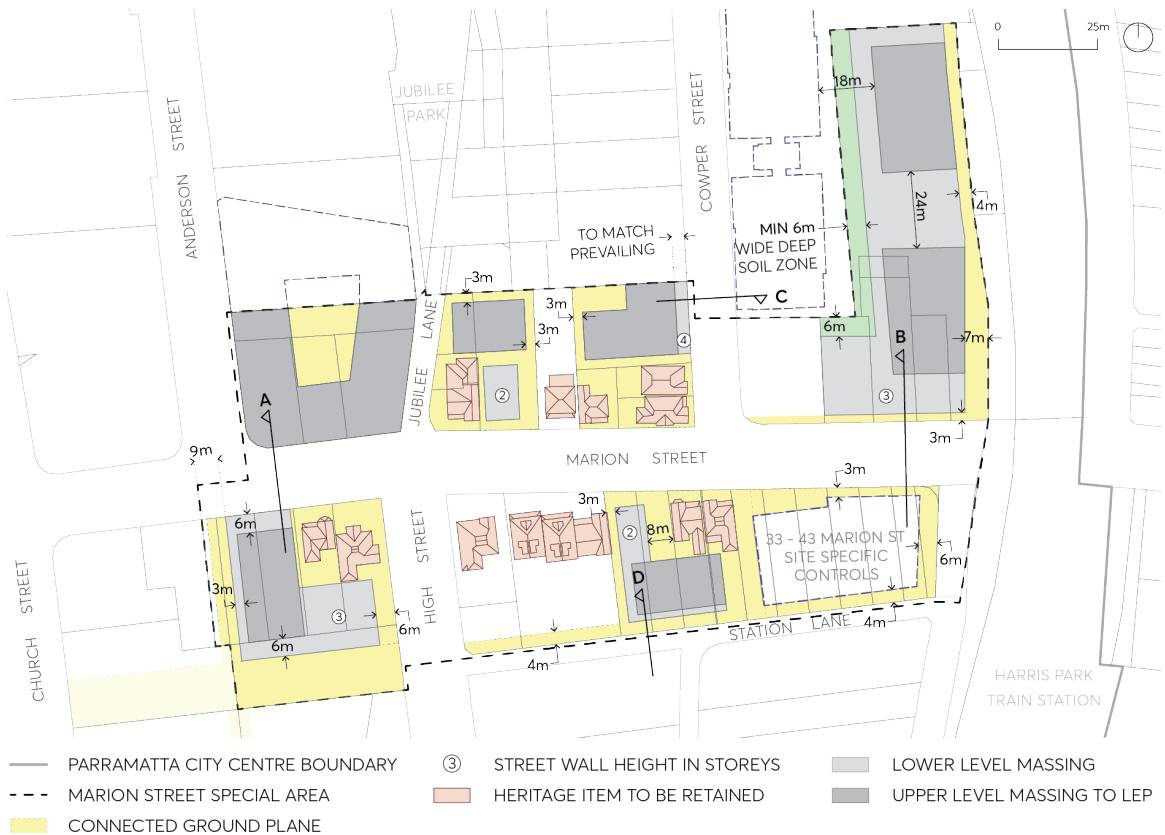 0
25m
JUBILEE
PARK
ANDERSON STREET
COWPER STREET
18m
24m
4m
TO MATCH
PREVAILING
MIN 6m
WIDE DEEP
SOIL ZONE
3m
JUBILEE LANE
3m
3m
C
4
6m
B
7m
2
3
A
3m
9m
MARION STREET
3m
6m
3m
2
8m
33 - 43 MARION ST
SITE SPECIFIC
CONTROLS
6m
HIGH STREET
CHURCH STREET
3m
D
3
6m
6m
STATION LANE
4m
4m
HARRIS PARK
TRAIN STATION
PARRAMATTA CITY CENTRE BOUNDARY
3 STREET WALL HEIGHT IN STOREYS
LOWER LEVEL MASSING
MARION STREET SPECIAL AREA
HERITAGE ITEM TO BE RETAINED
UPPER LEVEL MASSING TO LEP
CONNECTED GROUND PLANE